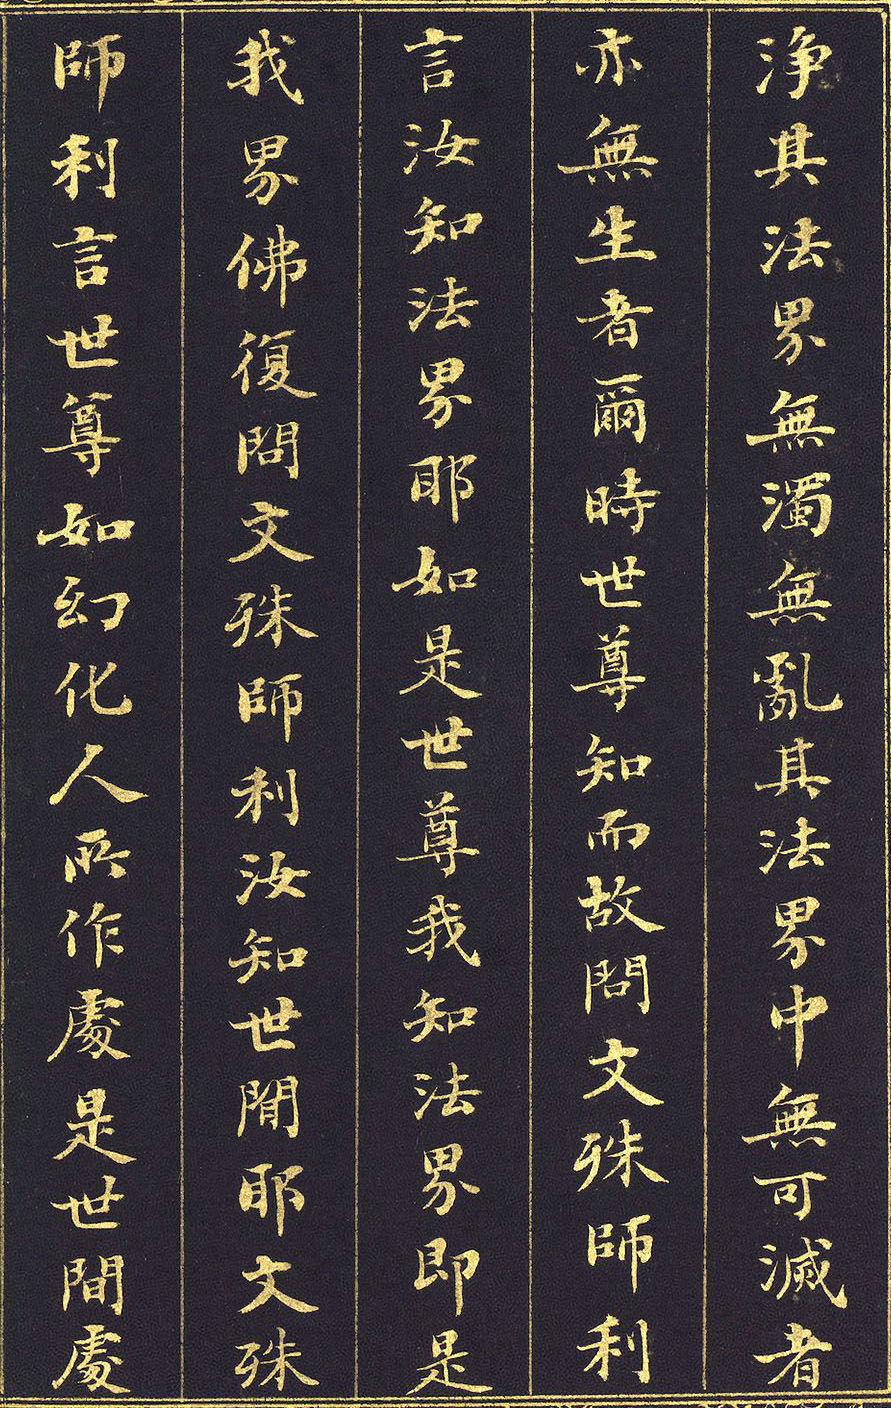 淨其法界無濁無亂其法界中無可滅者
亦無生者爾時世尊知而故問文殊師利
言汝知法界耶如是世尊我知法界即是
我界佛復問文殊師利汝知世間耶文殊
師利言世尊如幻化人所作處是世間處